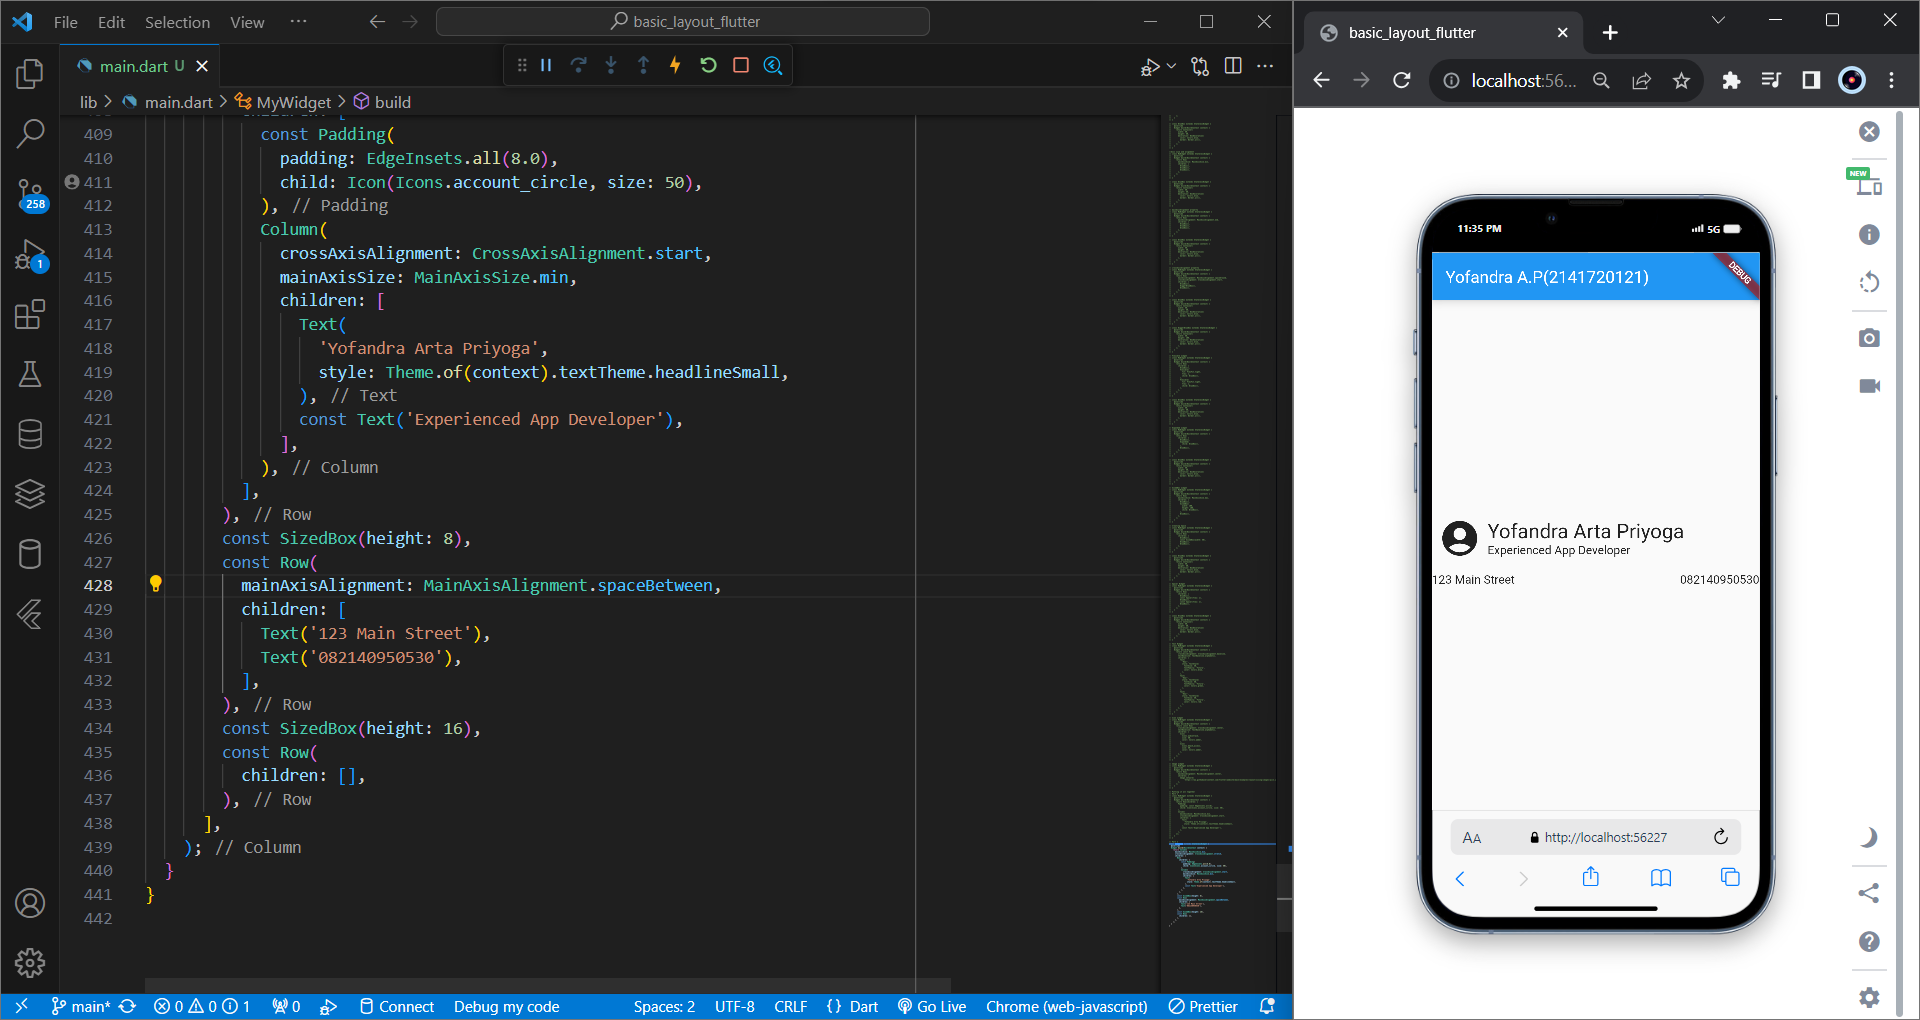 File Edit Selection View ··· basic_layout_flutter
main.dart U
lib > main.dart > MyWidget > build
409 const Padding(
410 padding: EdgeInsets.all(8.0),
411 child: Icon(Icons.account_circle, size: 50),
412 ), // Padding
413 Column(
414 crossAxisAlignment: CrossAxisAlignment.start,
415 mainAxisSize: MainAxisSize.min,
416 children: [
417 Text(
418 'Yofandra Arta Priyoga',
419 style: Theme.of(context).textTheme.headlineSmall,
420 ), // Text
421 const Text('Experienced App Developer'),
422 ],
423 ), // Column
424 ],
425 ), // Row
426 const SizedBox(height: 8),
427 const Row(
428 mainAxisAlignment: MainAxisAlignment.spaceBetween,
429 children: [
430 Text('123 Main Street'),
431 Text('082140950530'),
432 ],
433 ), // Row
434 const SizedBox(height: 16),
435 const Row(
436 children: [],
437 ), // Row
438 ],
439 ); // Column
440 }
441 }
442
258
1
main* 0 0 1 0 Connect Debug my code Spaces: 2 UTF-8 CRLF {} Dart Go Live Chrome (web-javascript) Prettier
basic_layout_flutter
localhost:56...
NEW
11:35 PM 5G
Yofandra A.P(2141720121)
DEBUG
Yofandra Arta Priyoga
Experienced App Developer
123 Main Street 082140950530
AA http://localhost:56227